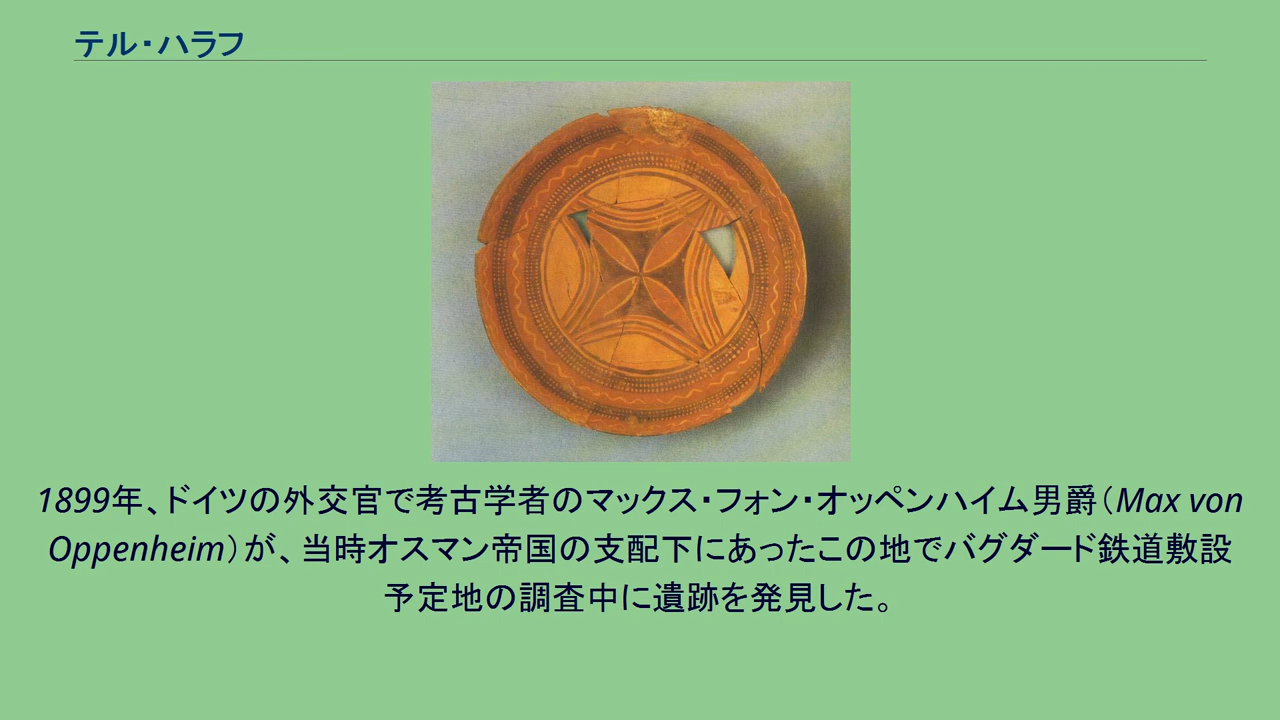 テル・ハラフ
1899年、ドイツの外交官で考古学者のマックス・フォン・オッペンハイム男爵（Max von
Oppenheim）が、当時オスマン帝国の支配下にあったこの地でバグダード鉄道敷設
予定地の調査中に遺跡を発見した。